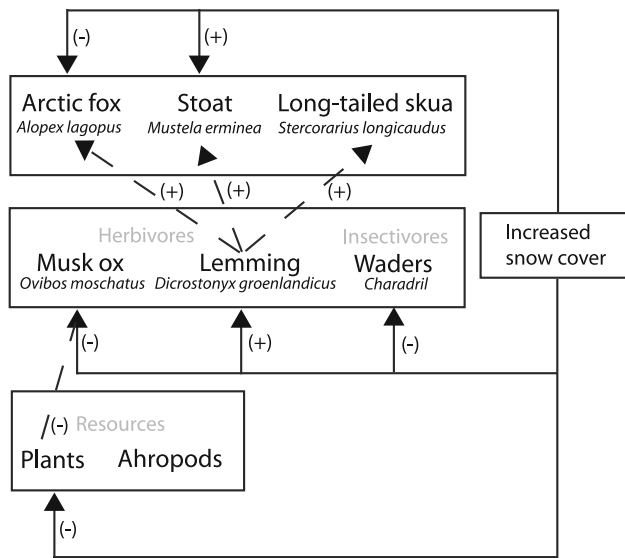 (-) (+)
Arctic fox Stoat Long-tailed skua
Alopex lagopus Mustela erminea Stercorarius longicaudus
(+) (+) (+)
Herbivores Insectivores
Musk ox Lemming Waders
Ovibos moschatus Dicrostonyx groenlandicus Charadril
Increased
snow cover
(-) (+) (-)
(-) Resources
Plants Ahropods
(-)